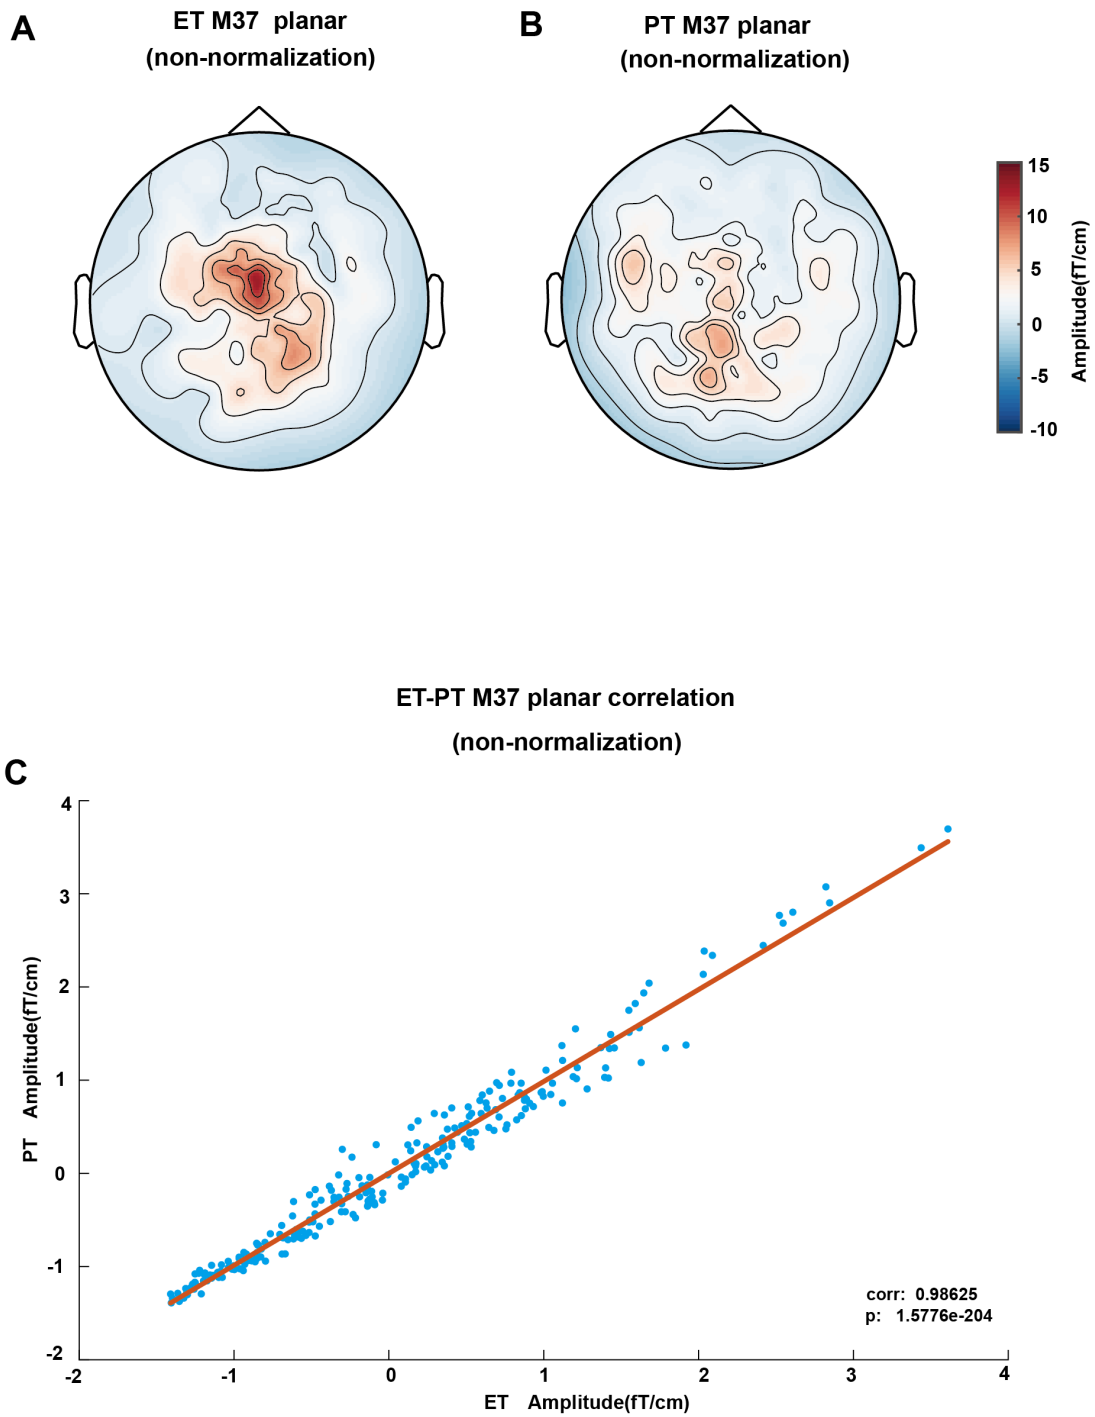 A
ET M37 planar
(non-normalization)
B
PT M37 planar
(non-normalization)
15
10
5
0
-5
-10
Amplitude(fT/cm)
ET-PT M37 planar correlation
(non-normalization)
C
4
3
2
1
0
-1
-2
PT Amplitude(fT/cm)
corr: 0.98625
p: 1.5776e-204
-2 -1 0 1 2 3 4
ET Amplitude(fT/cm)